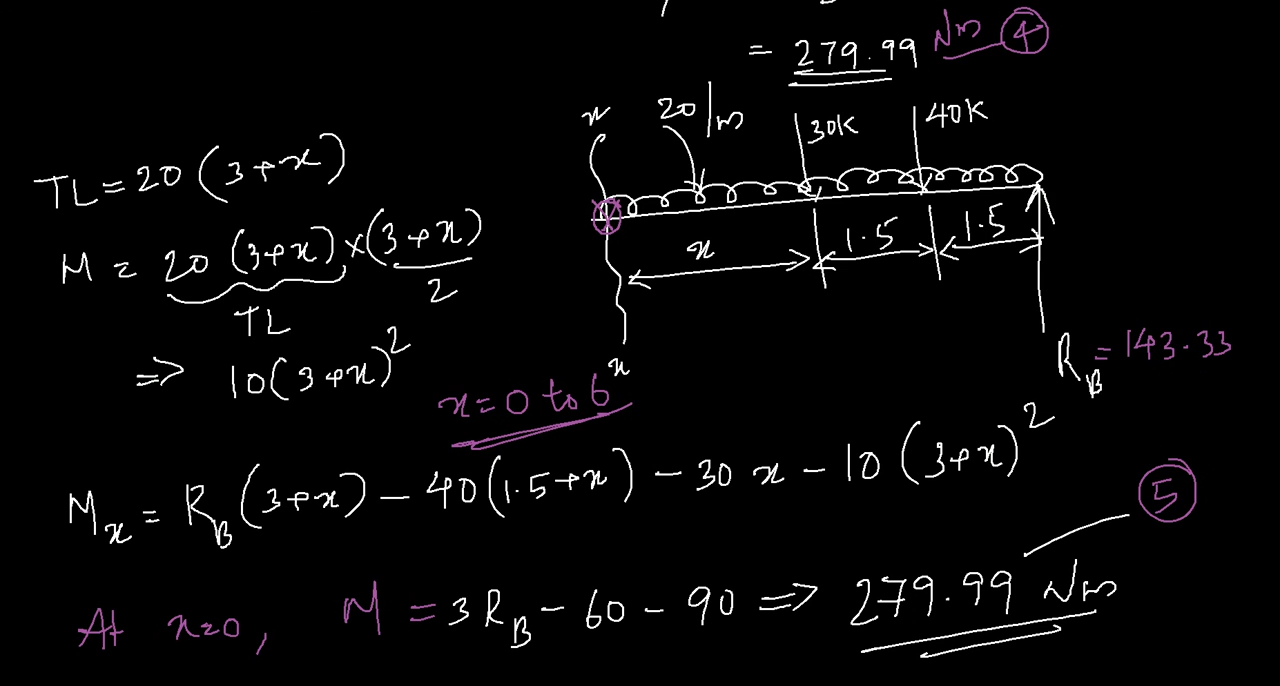 = 279.99 Nm ④
x 20/m 30K 40K
TL = 20 (3+x)
M = 20 (3+x) × (3+x)/2
TL
x 1.5 1.5
=> 10(3+x)²
x
R_B = 143.33
x=0 to 6
M_x = R_B (3+x) - 40(1.5+x) - 30x - 10 (3+x)²
⑤
At x=0, M = 3R_B - 60 - 90 => 279.99 Nm